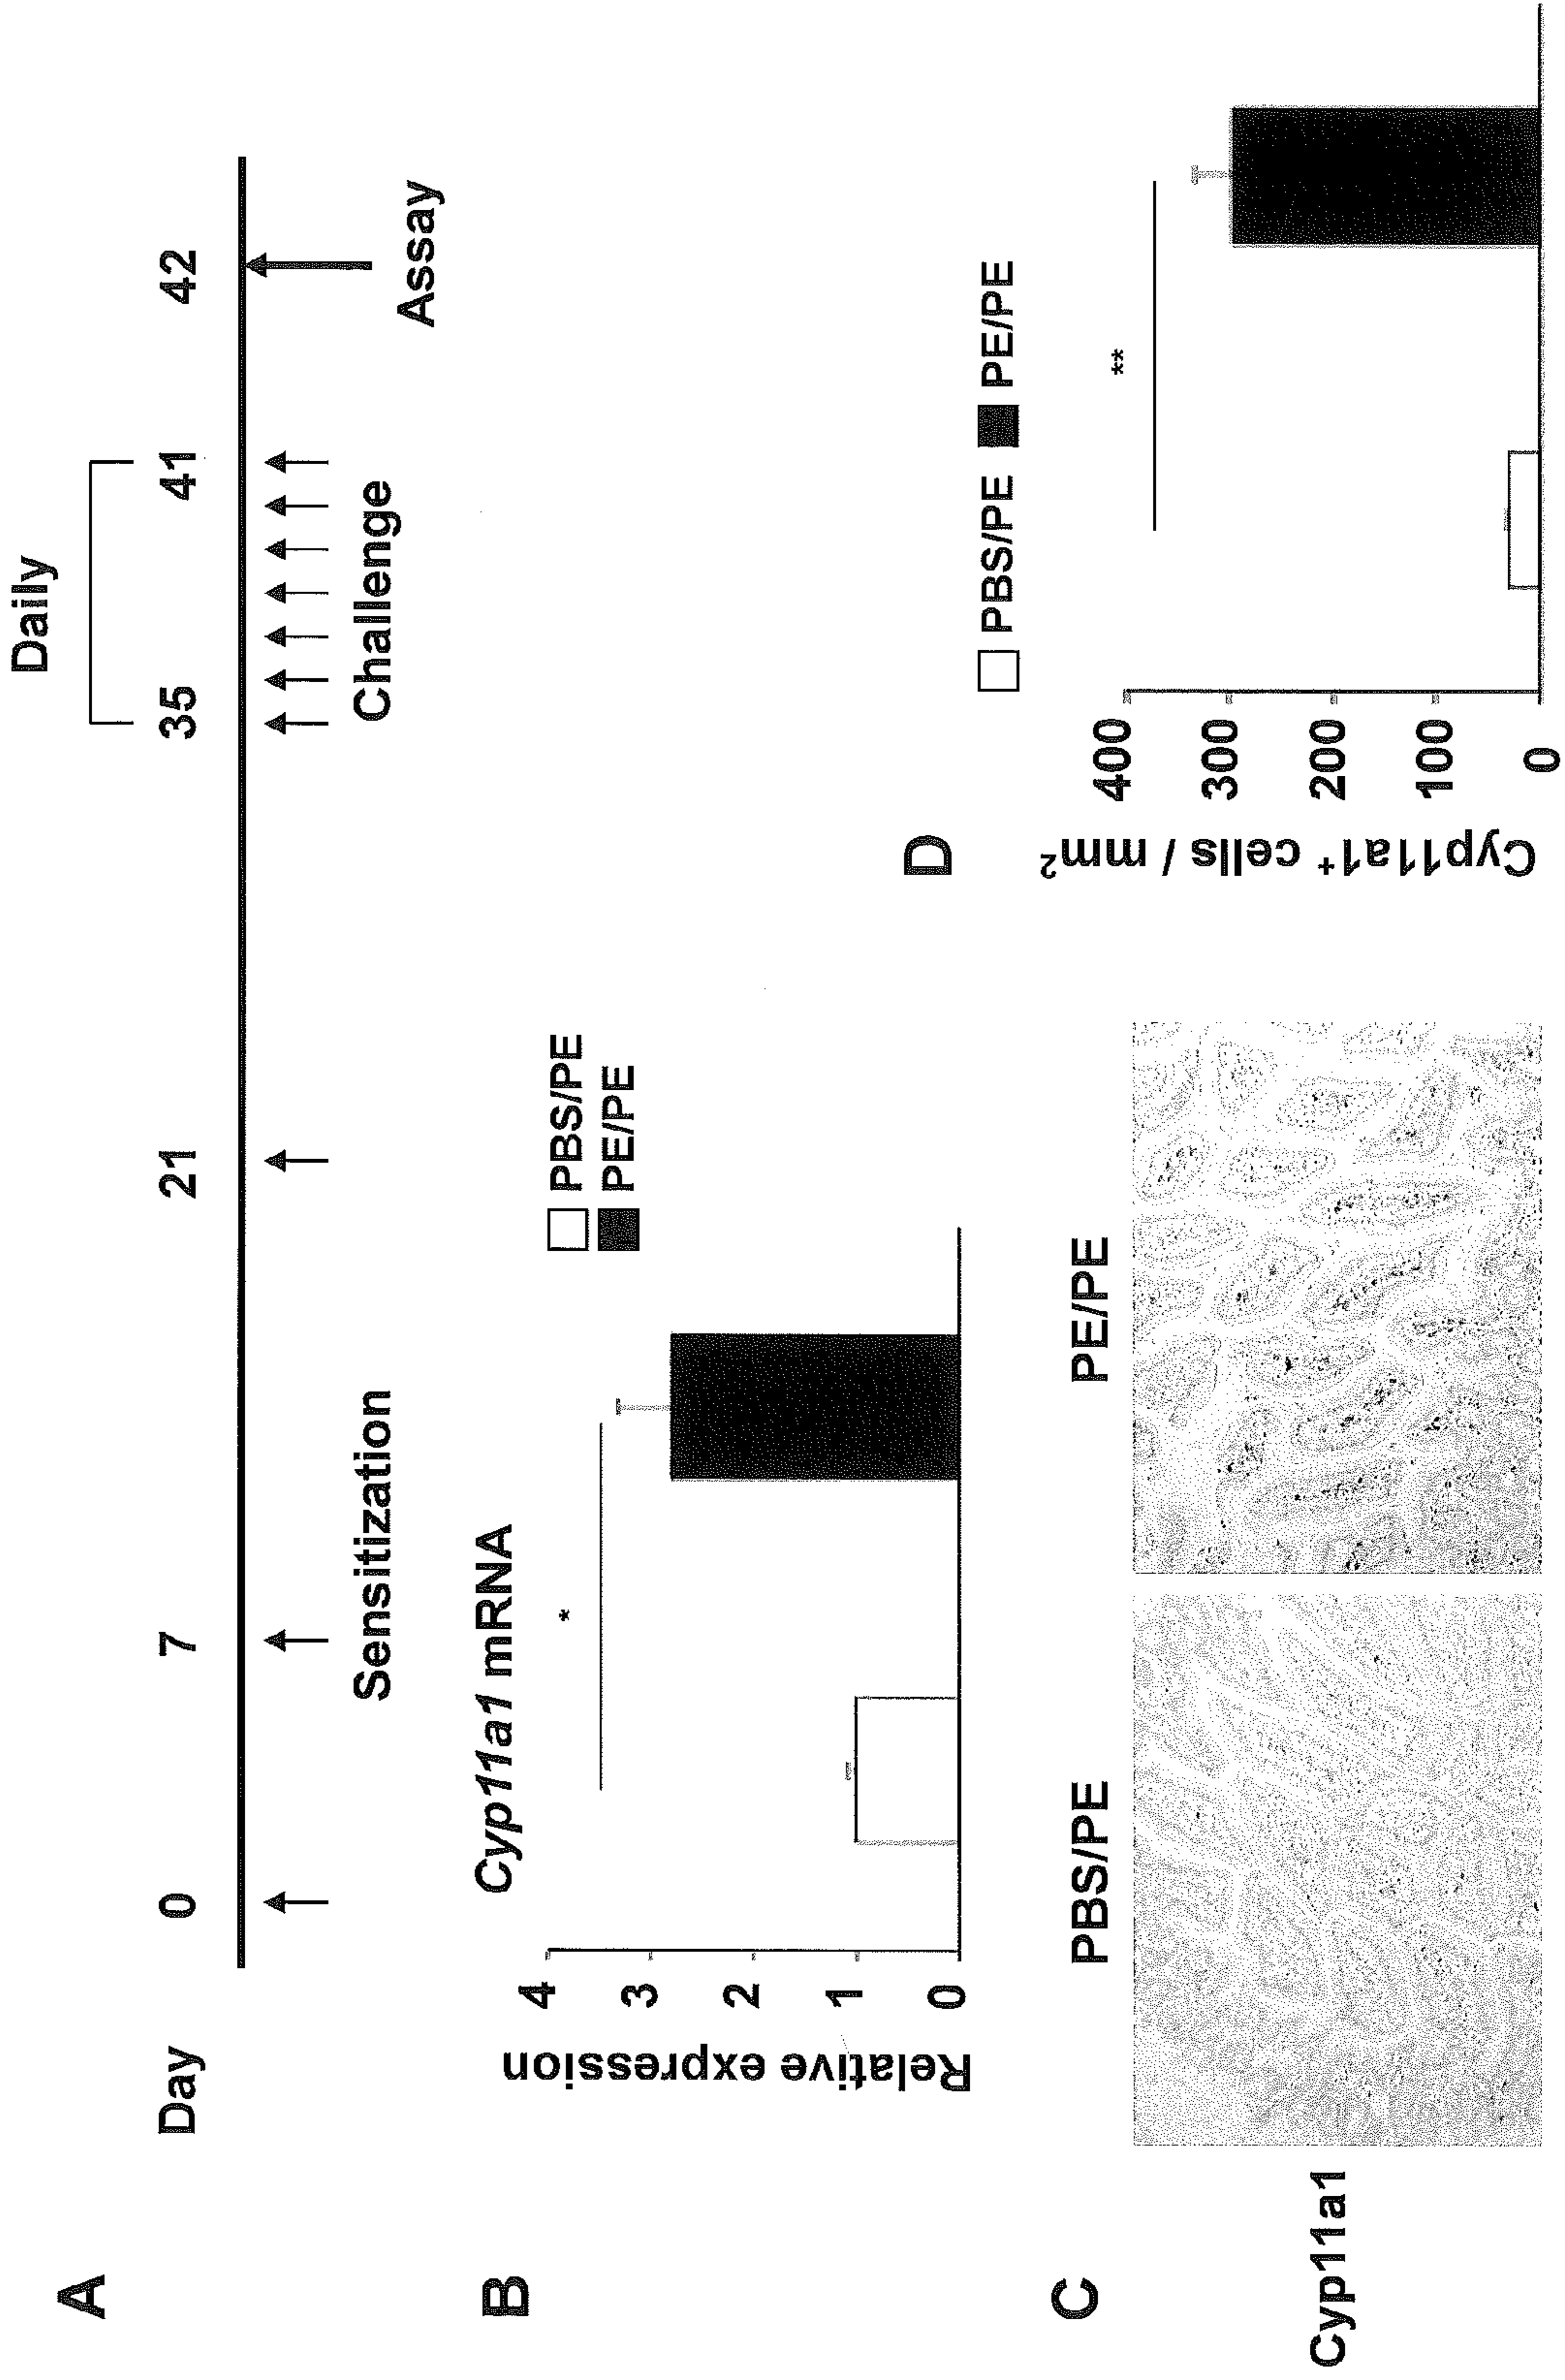 A
Daily
Day 0 7 21 35 41 42
Sensitization Challenge Assay
B
Cyp11a1 mRNA
PBS/PE
PE/PE
*
Relative expression
4
3
2
1
0
C
PBS/PE PE/PE
Cyp11a1
D
PBS/PE PE/PE
**
Cyp11a1⁺ cells / mm²
400
300
200
100
0